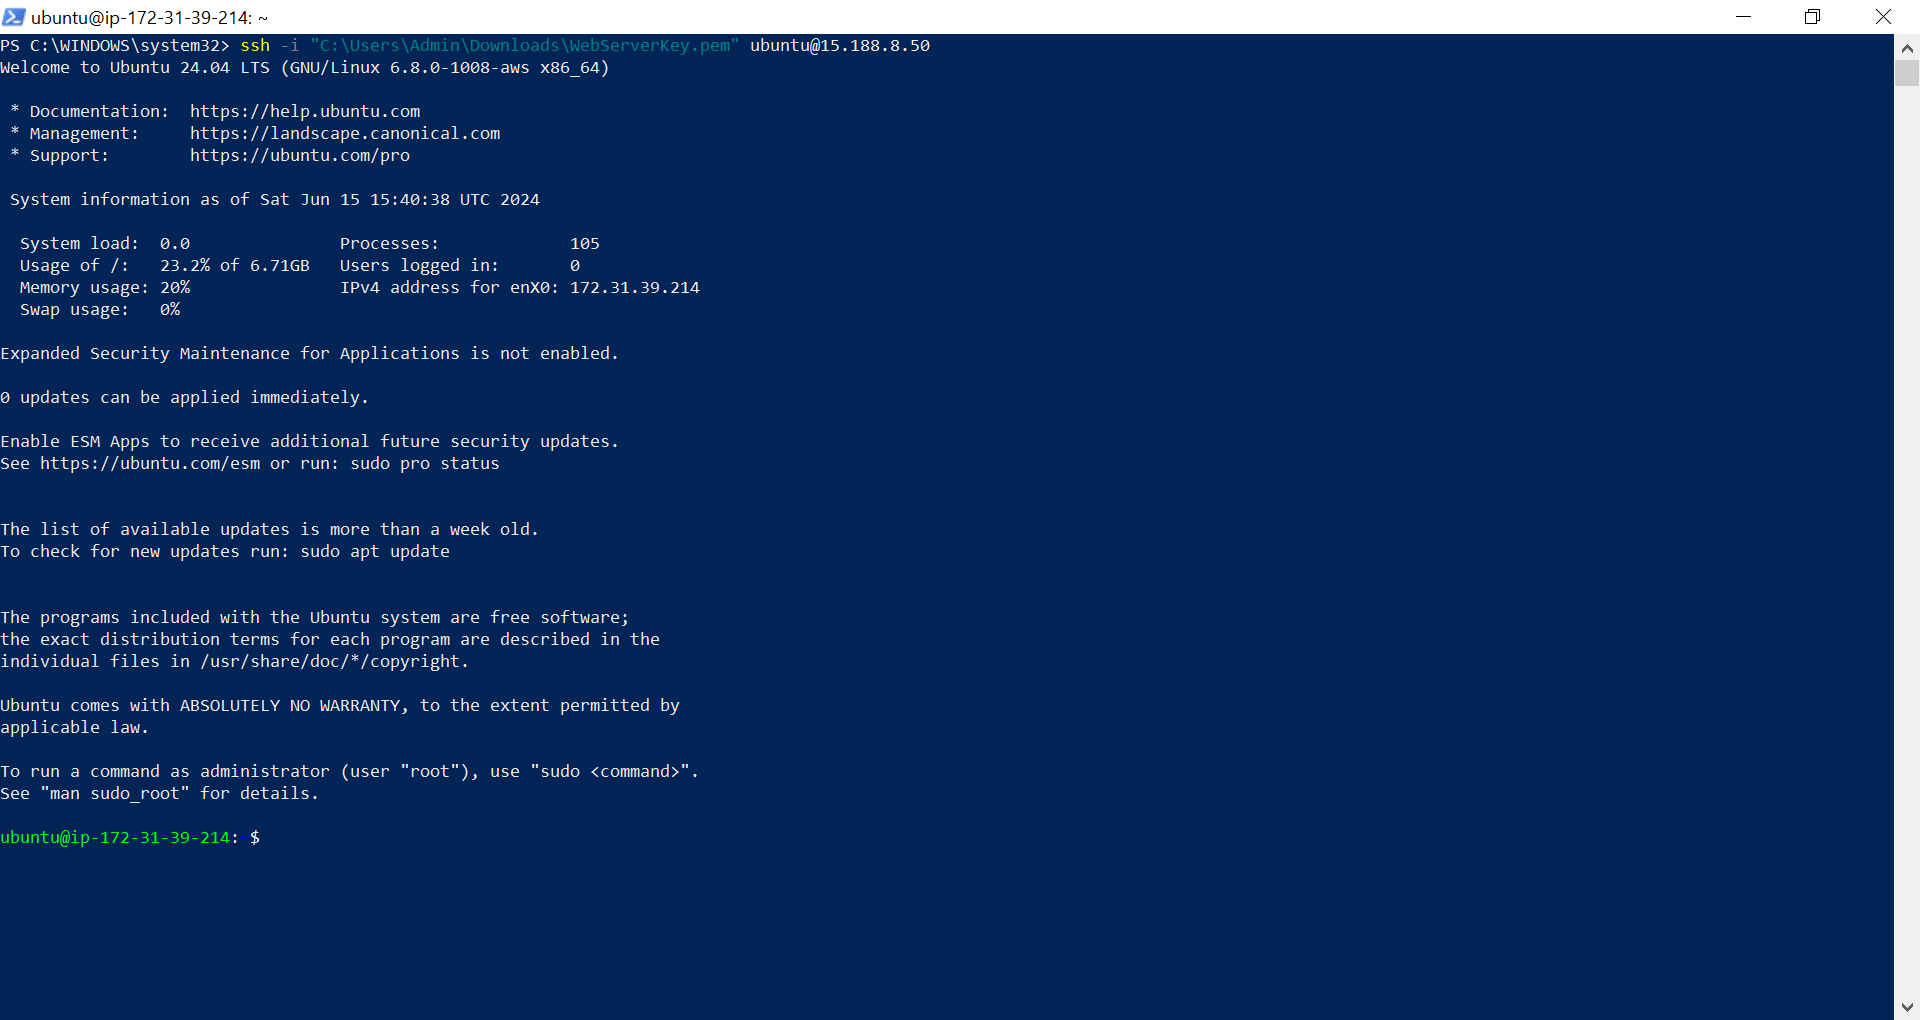 ubuntu@ip-172-31-39-214: ~
PS C:\WINDOWS\system32> ssh -i "C:\Users\Admin\Downloads\WebServerKey.pem" ubuntu@15.188.8.50
Welcome to Ubuntu 24.04 LTS (GNU/Linux 6.8.0-1008-aws x86_64)

 * Documentation:  https://help.ubuntu.com
 * Management:     https://landscape.canonical.com
 * Support:        https://ubuntu.com/pro

 System information as of Sat Jun 15 15:40:38 UTC 2024

  System load:  0.0               Processes:             105
  Usage of /:   23.2% of 6.71GB   Users logged in:       0
  Memory usage: 20%               IPv4 address for enX0: 172.31.39.214
  Swap usage:   0%

Expanded Security Maintenance for Applications is not enabled.

0 updates can be applied immediately.

Enable ESM Apps to receive additional future security updates.
See https://ubuntu.com/esm or run: sudo pro status

The list of available updates is more than a week old.
To check for new updates run: sudo apt update

The programs included with the Ubuntu system are free software;
the exact distribution terms for each program are described in the
individual files in /usr/share/doc/*/copyright.

Ubuntu comes with ABSOLUTELY NO WARRANTY, to the extent permitted by
applicable law.

To run a command as administrator (user "root"), use "sudo <command>".
See "man sudo_root" for details.

ubuntu@ip-172-31-39-214:~$